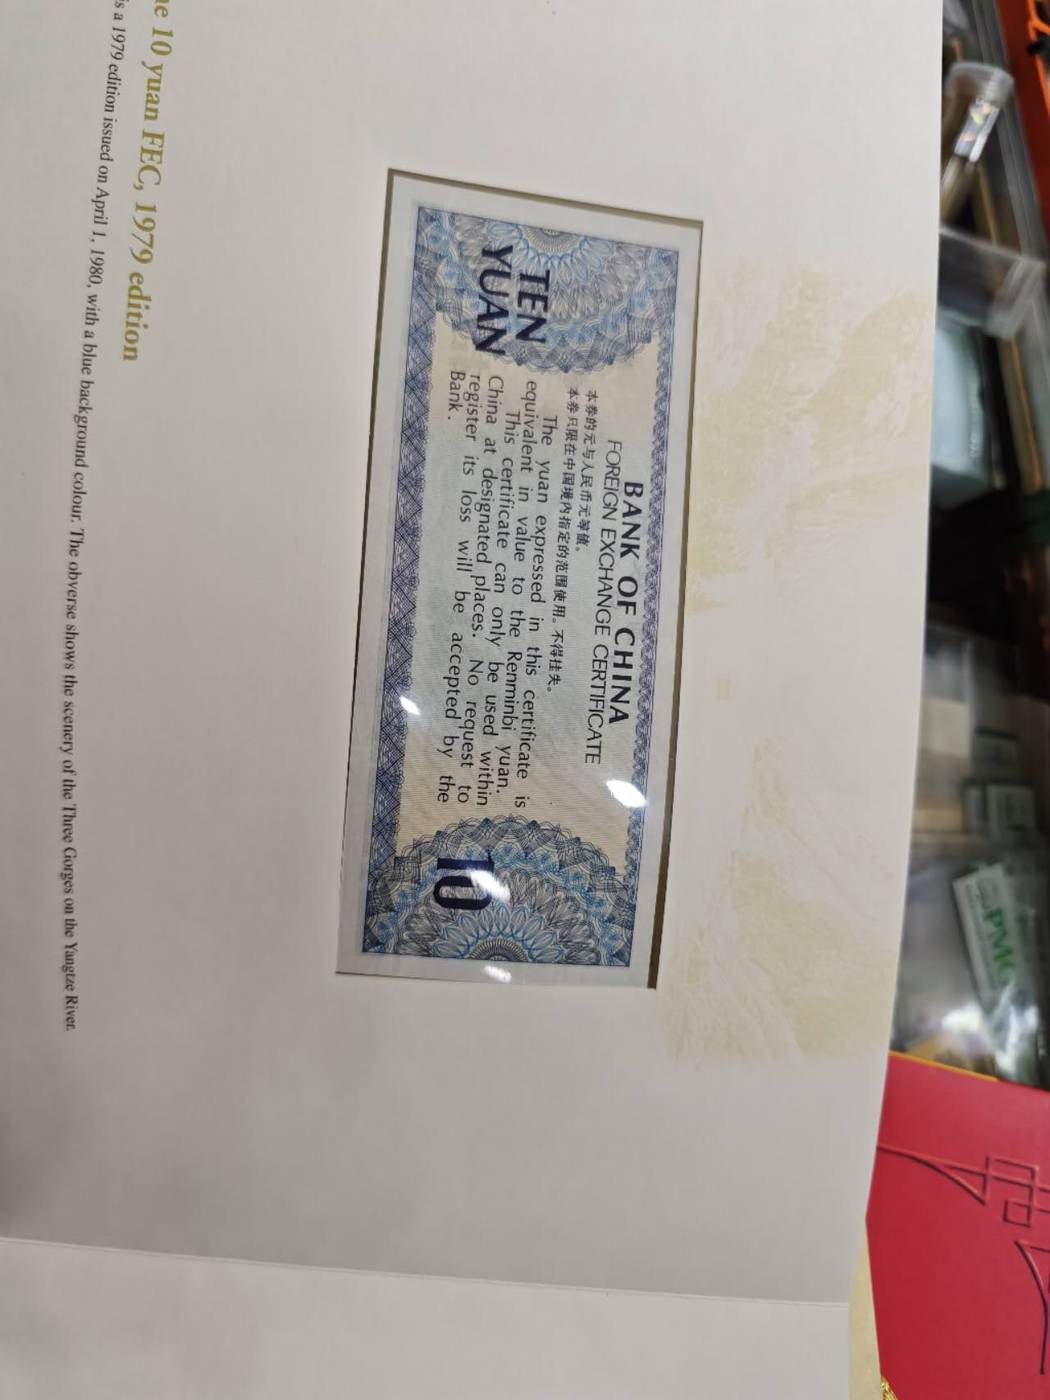 BANK OF CHINA
FOREIGN EXCHANGE CERTIFICATE
本券的元与人民币元等值。
本券只限在中国境内指定的范围使用。不得挂失。
The yuan expressed in this certificate is
equivalent in value to the Renminbi yuan.
This certificate can only be used within
China at designated places. No request to
register its loss will be accepted by the
Bank.
TEN
YUAN
10
10 yuan FEC, 1979 edition
a 1979 edition issued on April 1, 1980, with a blue background colour. The obverse shows the scenery of the Three Gorges on the Yangtze River.
PMG